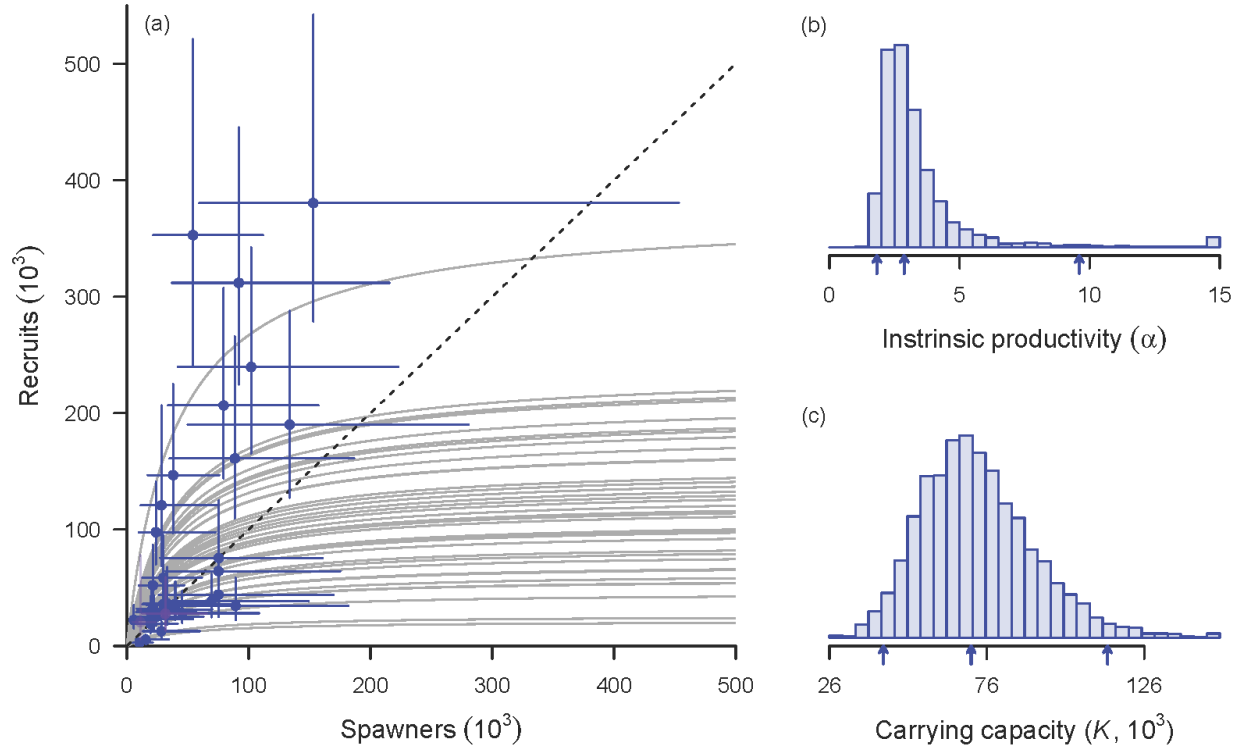 (a)
500
400
300
200
100
0
Recruits (10³)
0 100 200 300 400 500
Spawners (10³)
(b)
0 5 10 15
Instrinsic productivity (α)
(c)
26 76 126
Carrying capacity (K, 10³)